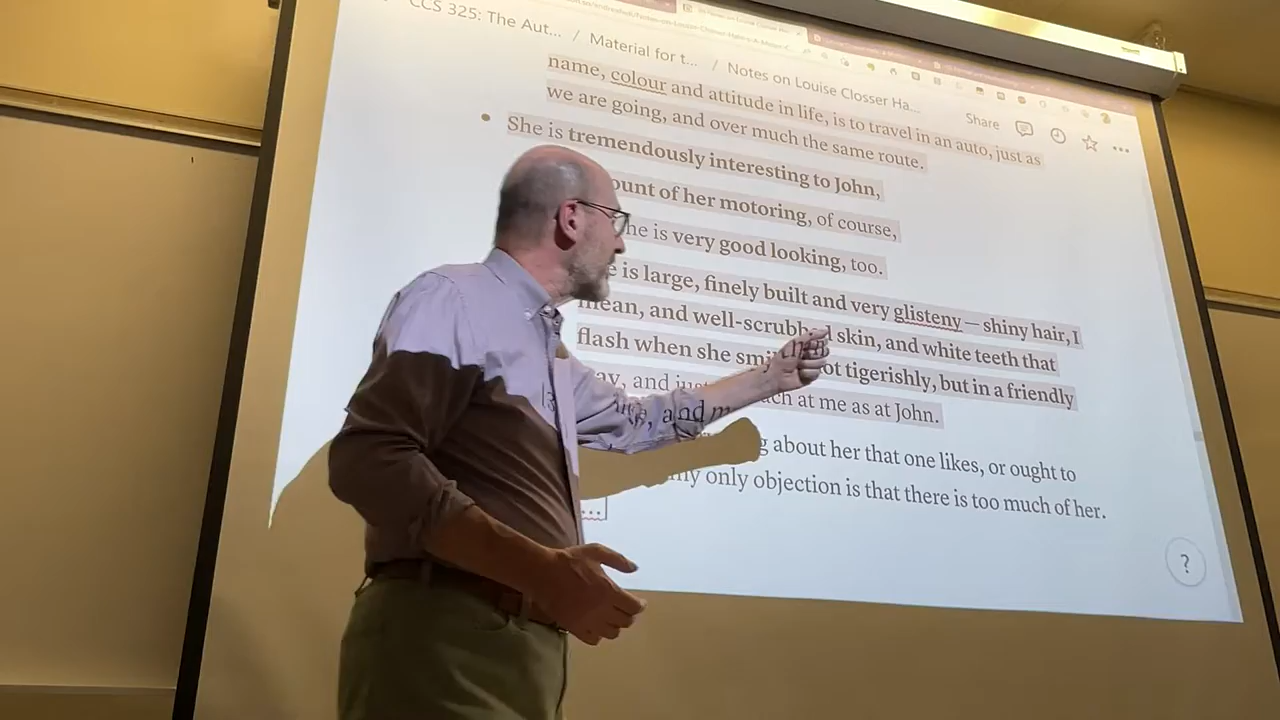 CCS 325: The Aut... / Material for t... / Notes on Louise Closser Ha...
Share
name, colour and attitude in life, is to travel in an auto, just as
we are going, and over much the same route.
• She is tremendously interesting to John,
ount of her motoring, of course,
he is very good looking, too.
e is large, finely built and very glisteny — shiny hair, I
mean, and well-scrubbed skin, and white teeth that
flash when she smi ot tigerishly, but in a friendly
ay, and ch at me as at John.
g about her that one likes, or ought to
my only objection is that there is too much of her.
...
?